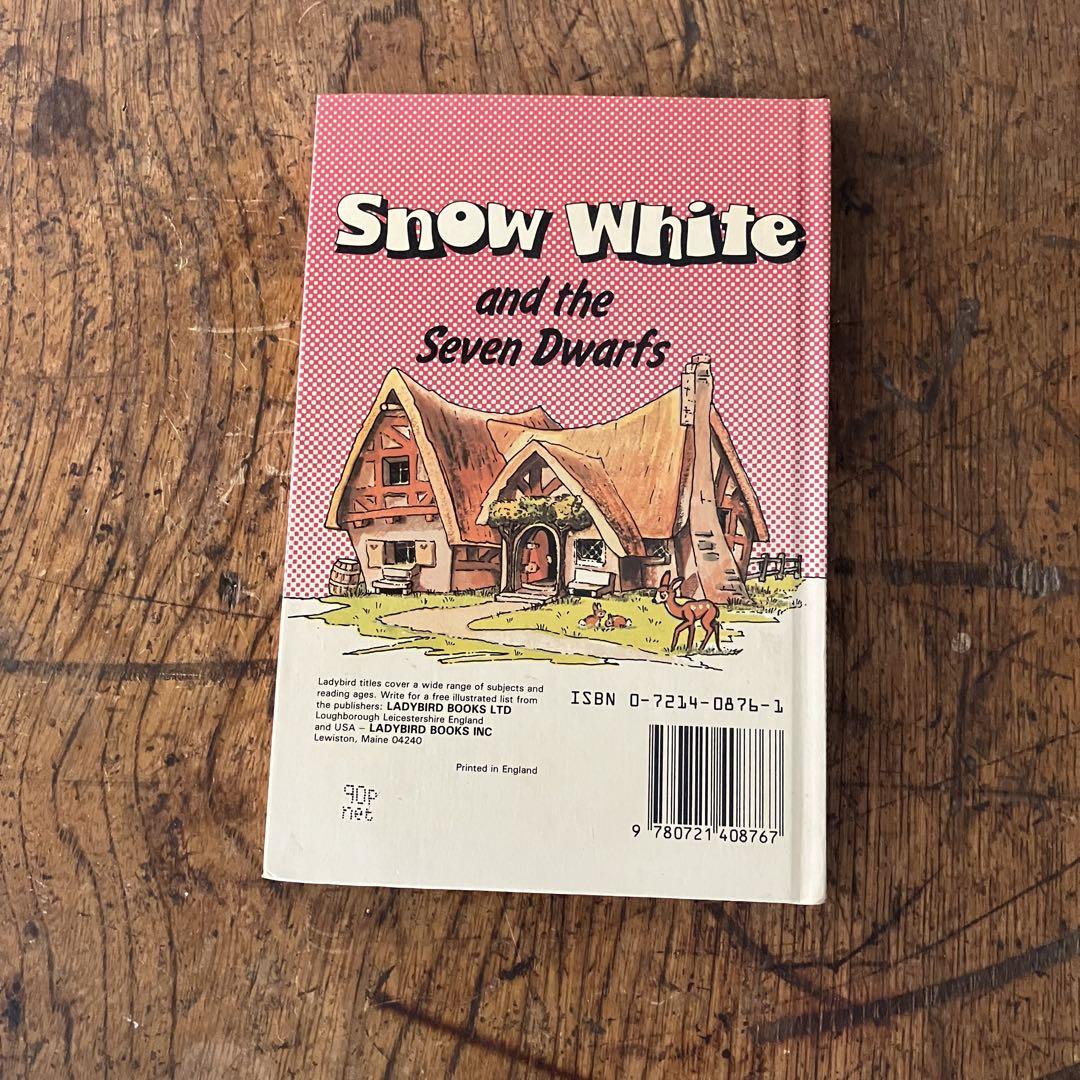 Snow White
and the
Seven Dwarfs
Ladybird titles cover a wide range of subjects and
reading ages. Write for a free illustrated list from
the publishers: LADYBIRD BOOKS LTD
Loughborough Leicestershire England
and USA – LADYBIRD BOOKS INC
Lewiston, Maine 04240
Printed in England
90p
net
ISBN 0-7214-0876-1
9 780721 408767